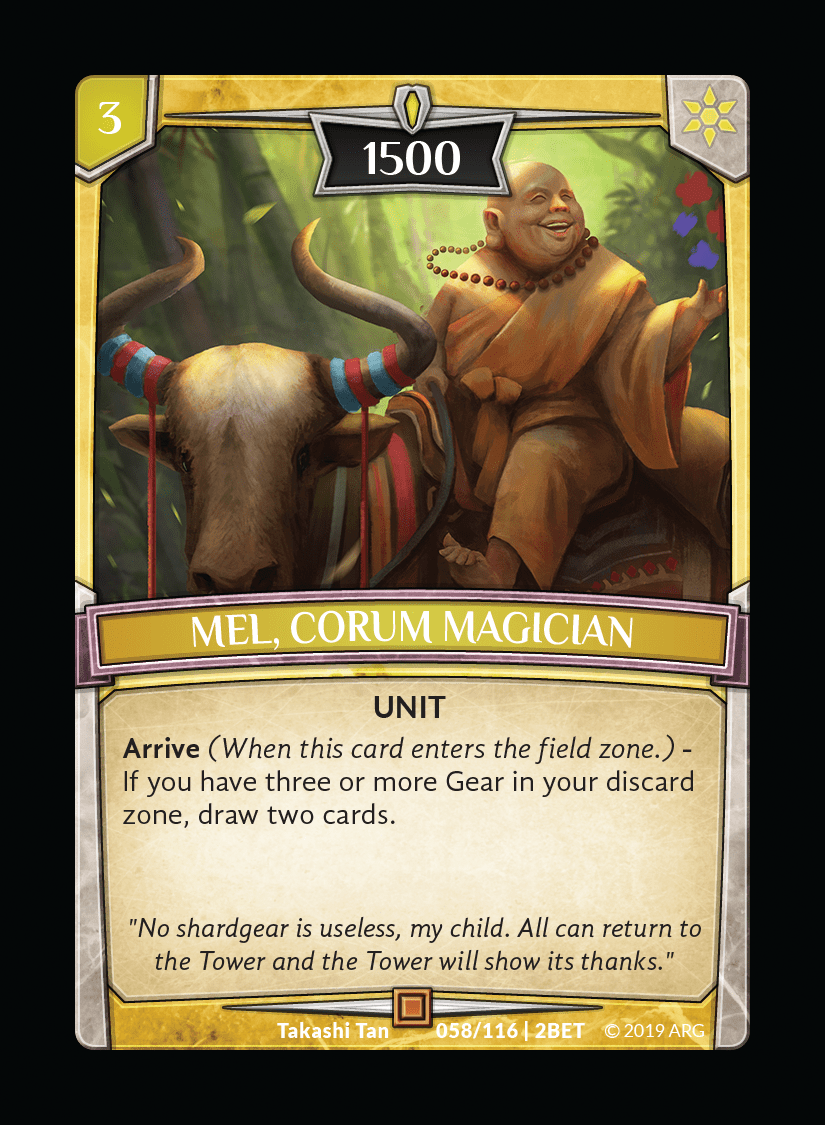 3
1500
MEL, CORUM MAGICIAN
UNIT
Arrive (When this card enters the field zone.) -
If you have three or more Gear in your discard
zone, draw two cards.
"No shardgear is useless, my child. All can return to
the Tower and the Tower will show its thanks."
Takashi Tan 058/116 | 2BET © 2019 ARG